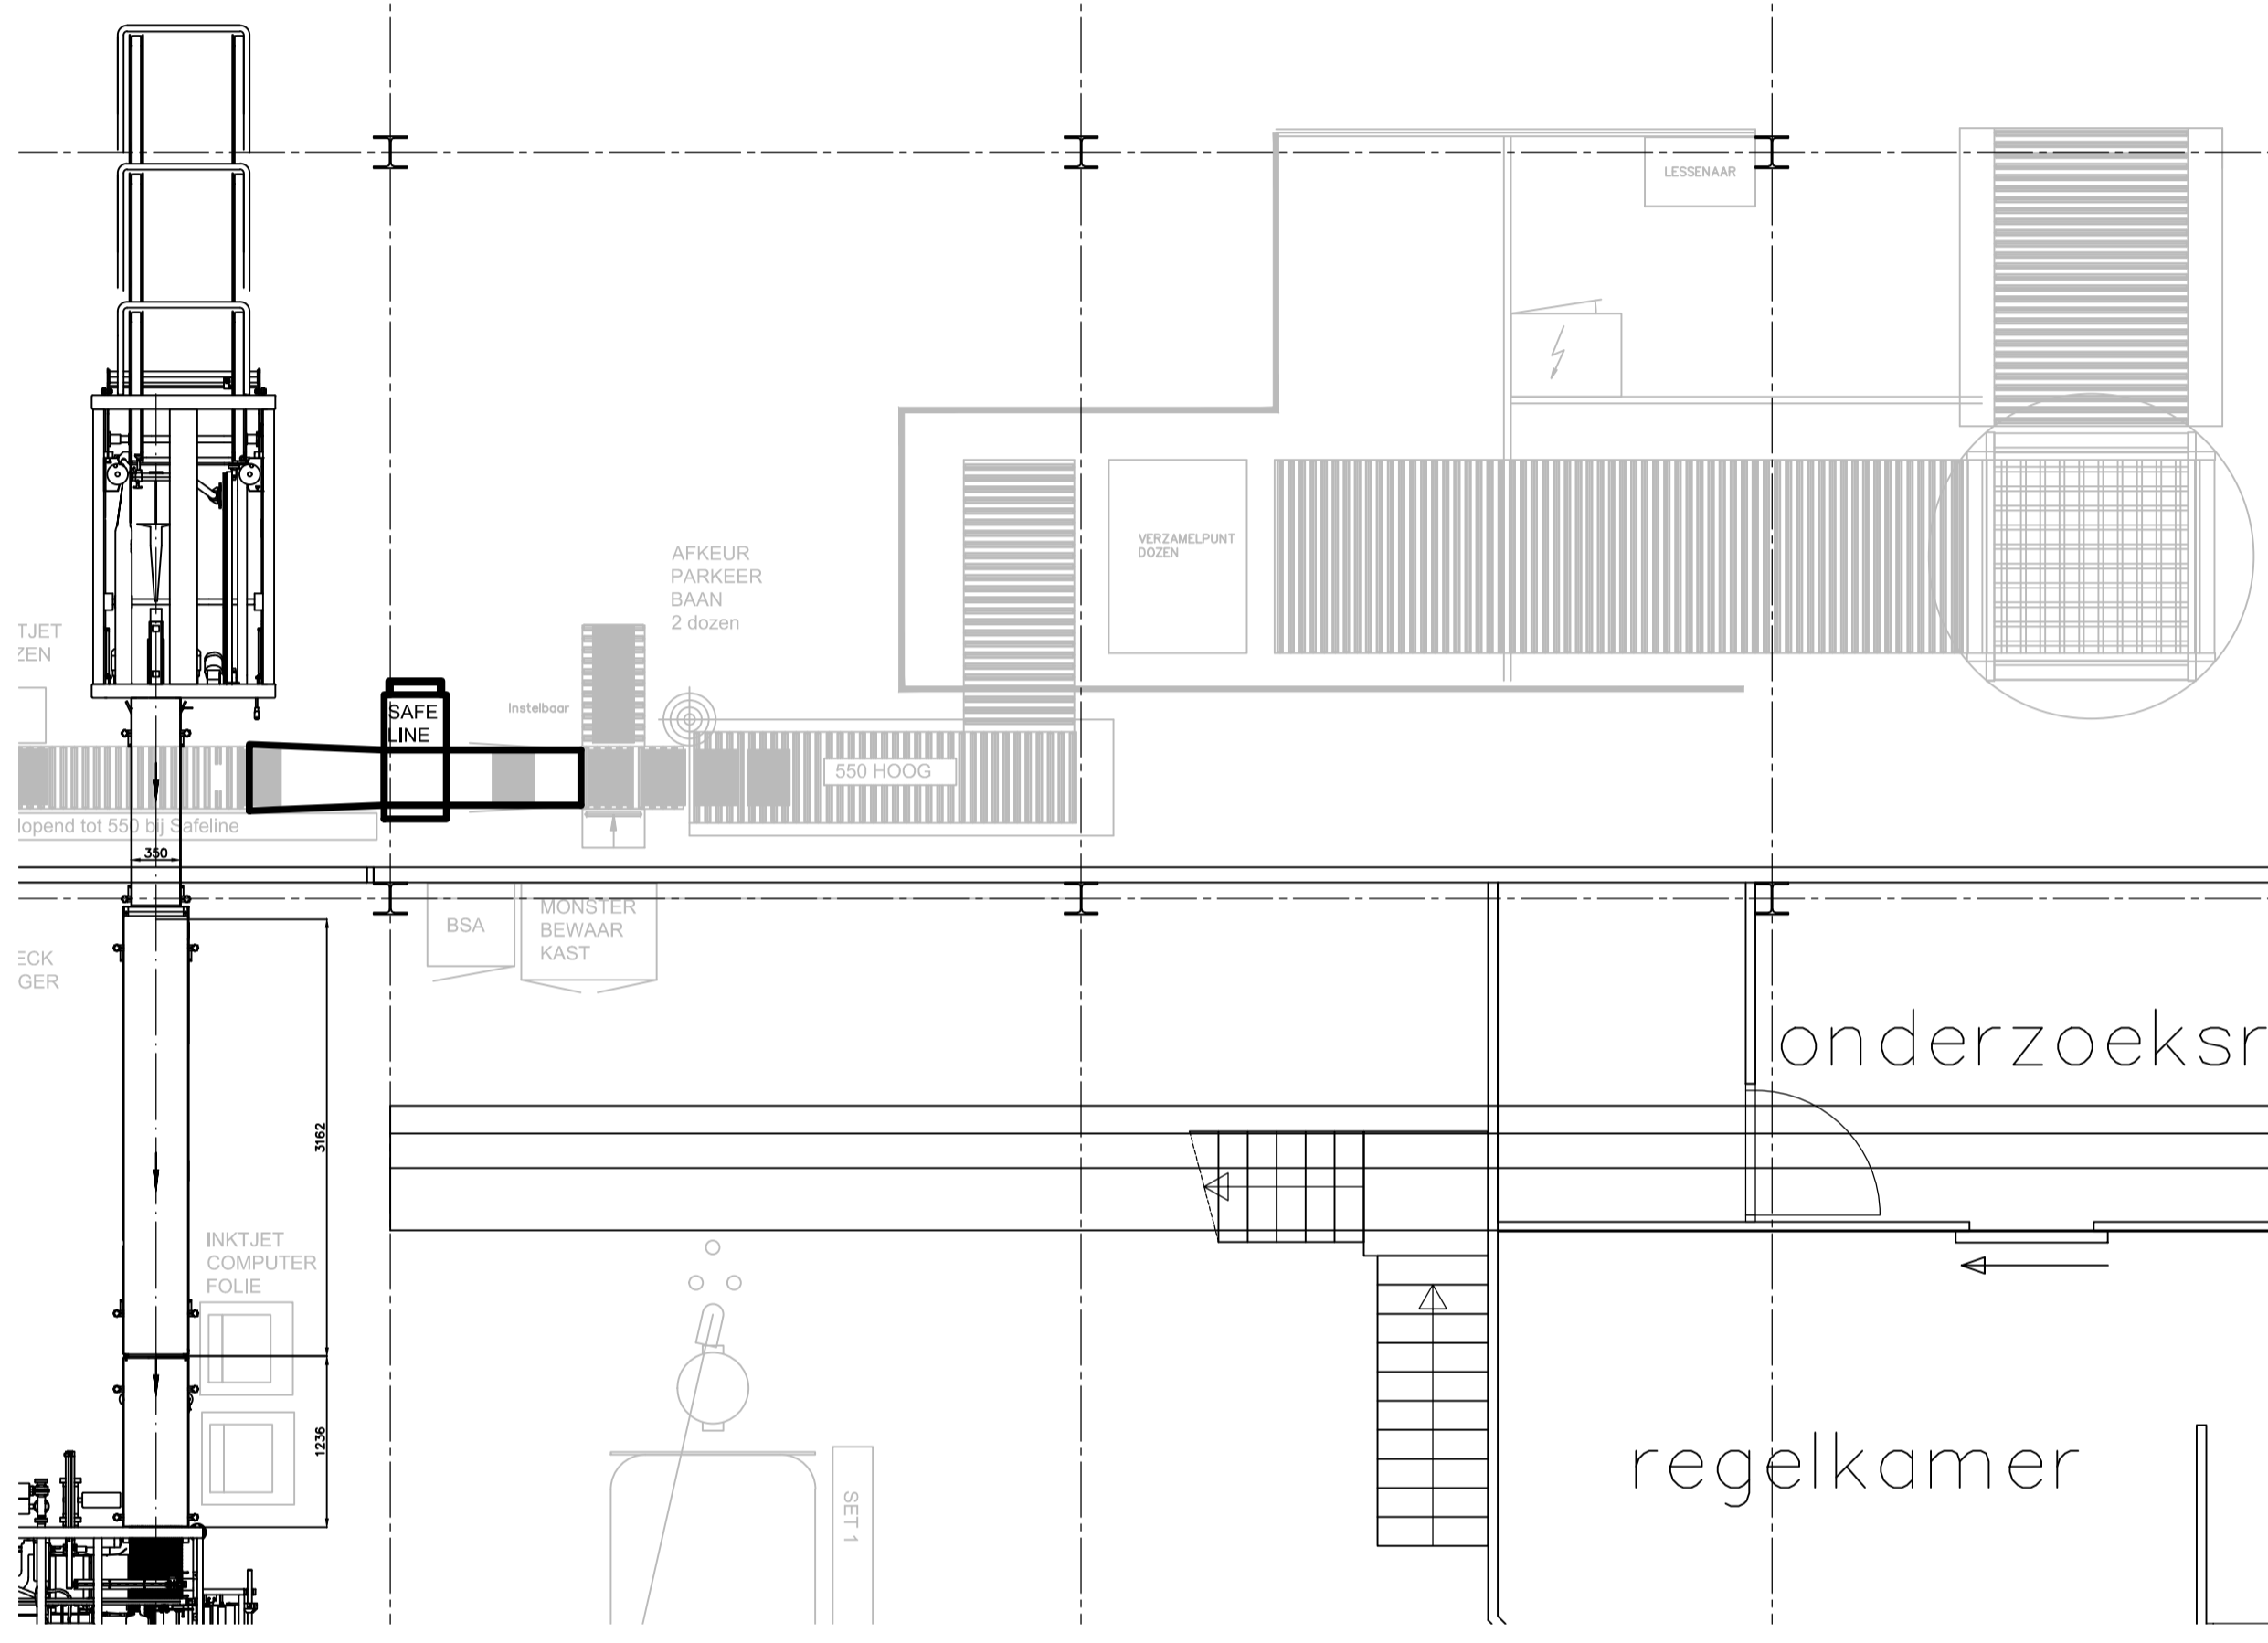 LESSENAAR
VERZAMELPUNT
DOZEN
AFKEUR
PARKEER
BAAN
2 dozen
TJET
ZEN
SAFE
LINE
Instelbaar
550 HOOG
lopend tot 550 bij Safeline
350
BSA
MONSTER
BEWAAR
KAST
ECK
GER
onderzoeksr
3162
INKTJET
COMPUTER
FOLIE
1236
SET 1
regelkamer